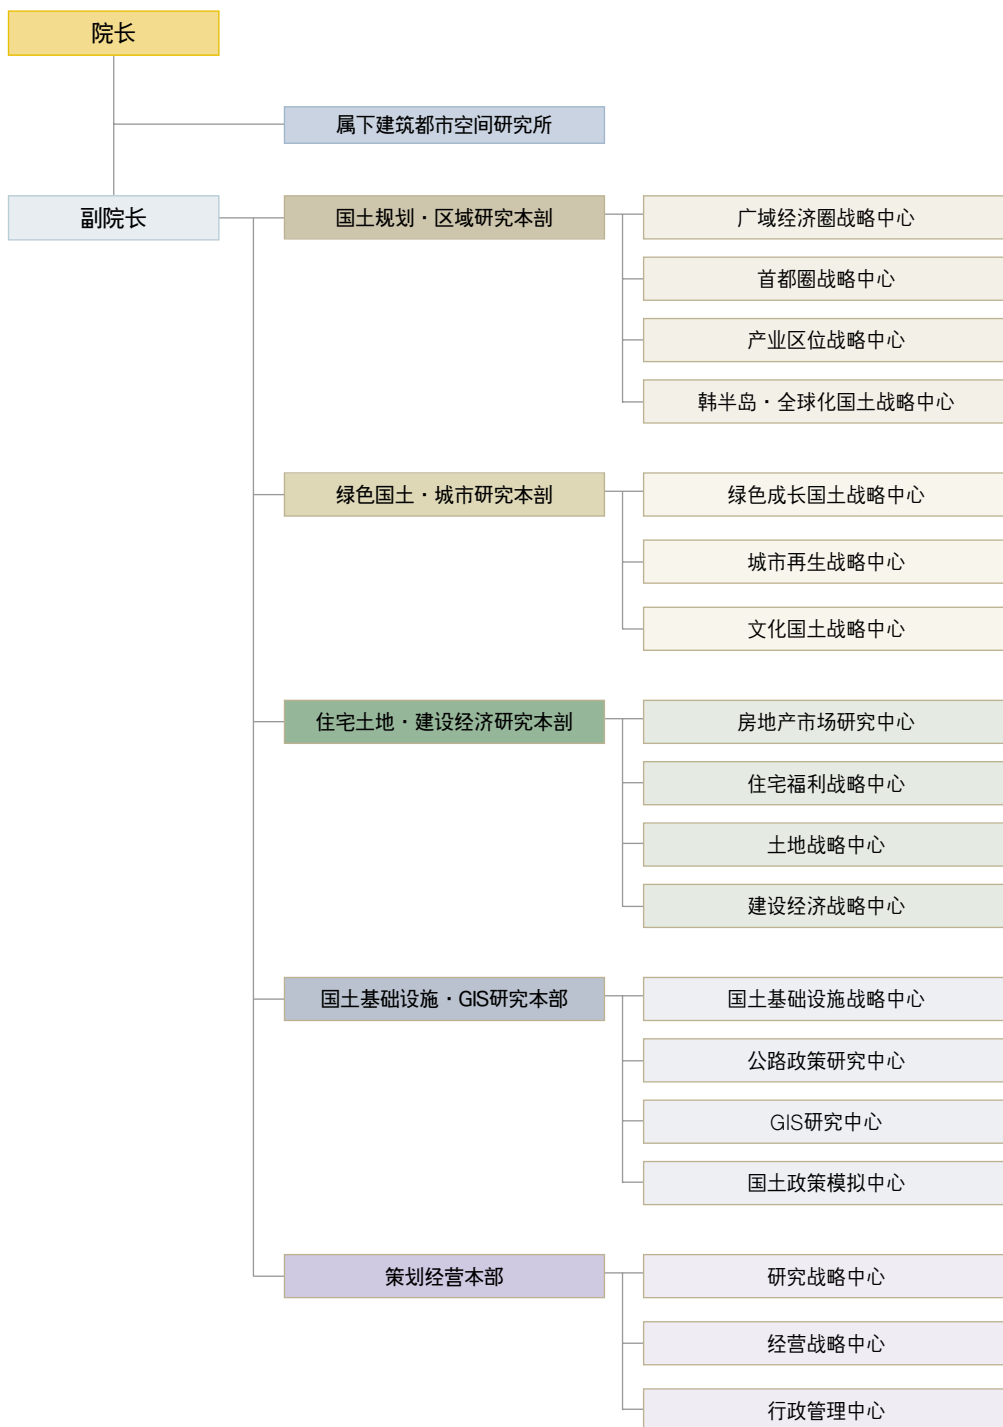 院长
属下建筑都市空间研究所
副院长
国土规划·区域研究本剖
广域经济圈战略中心
首都圈战略中心
产业区位战略中心
韩半岛·全球化国土战略中心
绿色国土·城市研究本剖
绿色成长国土战略中心
城市再生战略中心
文化国土战略中心
住宅土地·建设经济研究本剖
房地产市场研究中心
住宅福利战略中心
土地战略中心
建设经济战略中心
国土基础设施·GIS研究本部
国土基础设施战略中心
公路政策研究中心
GIS研究中心
国土政策模拟中心
策划经营本部
研究战略中心
经营战略中心
行政管理中心